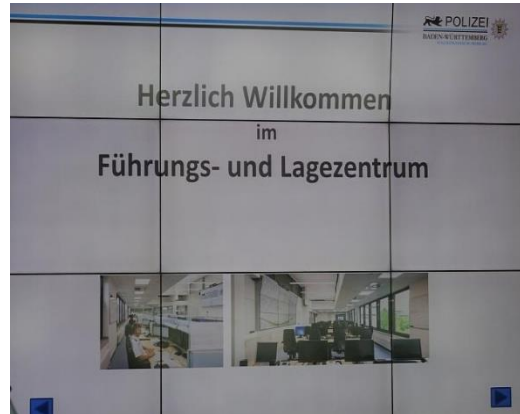 POLIZEI
BADEN-WÜRTTEMBERG
Herzlich Willkommen
im
Führungs- und Lagezentrum